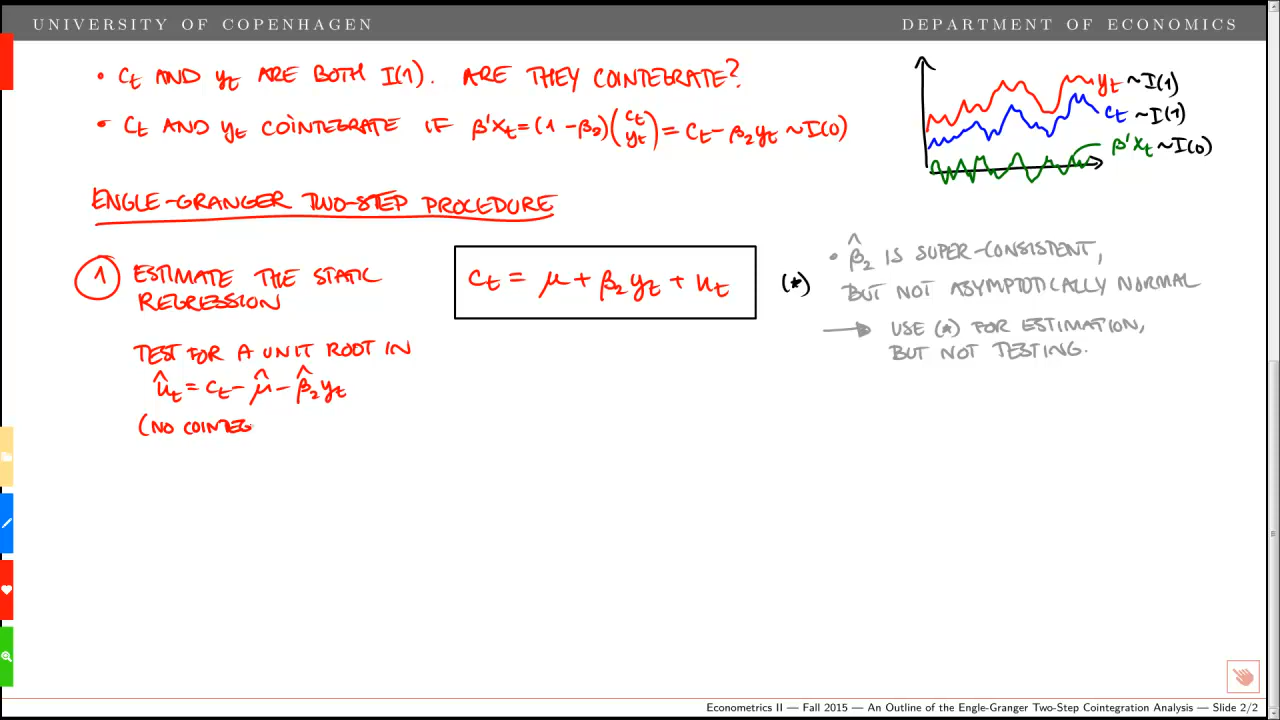 UNIVERSITY OF COPENHAGEN
DEPARTMENT OF ECONOMICS
• Ct AND yt ARE BOTH I(1). ARE THEY COINTEGRATE?
• Ct AND yt COINTEGRATE IF β'Xt = (1 -β2)(Ct yt) = Ct - β2yt ~ I(0)
yt ~ I(1)
Ct ~ I(1)
β'Xt ~ I(0)
ENGLE-GRANGER TWO-STEP PROCEDURE
1 ESTIMATE THE STATIC
REGRESSION
Ct = μ + β2yt + ut (*)
• β̂2 IS SUPER-CONSISTENT,
BUT NOT ASYMPTOTICALLY NORMAL
→ USE (*) FOR ESTIMATION,
BUT NOT TESTING.
TEST FOR A UNIT ROOT IN
ût = Ct - μ̂ - β̂2yt
(NO COINTEG
Econometrics II — Fall 2015 — An Outline of the Engle-Granger Two-Step Cointegration Analysis — Slide 2/2